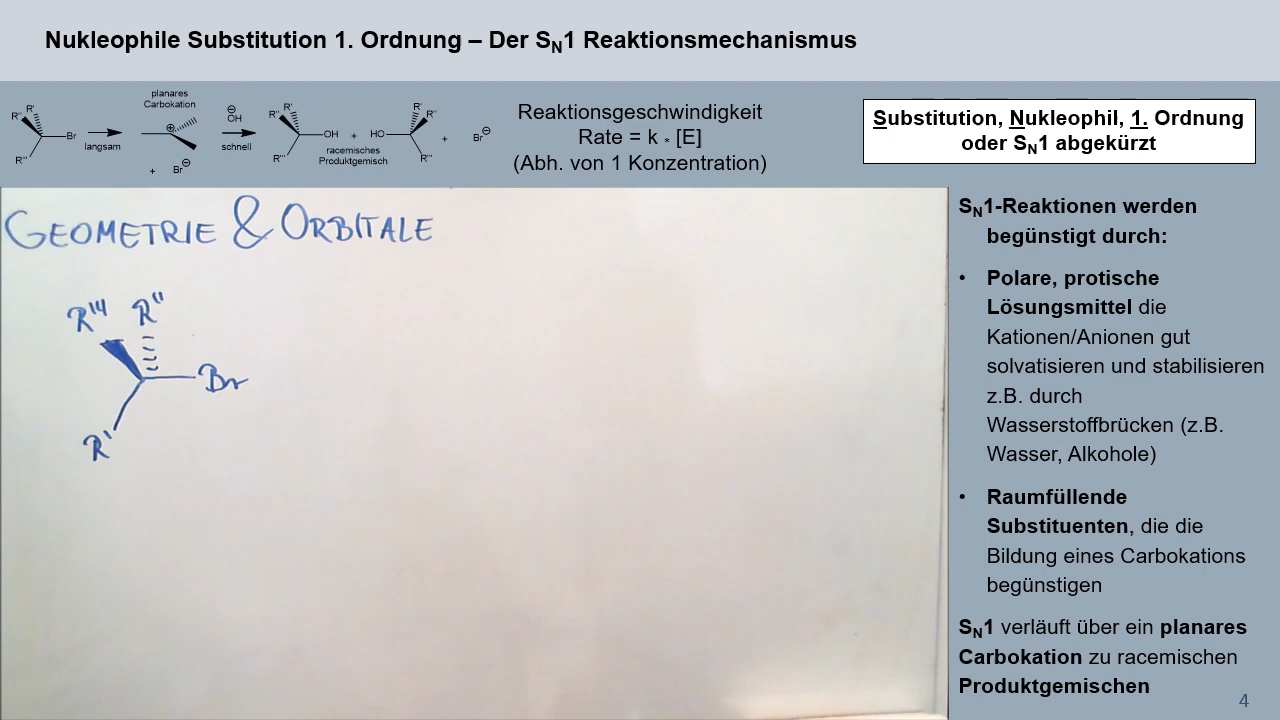 Nukleophile Substitution 1. Ordnung – Der SN1 Reaktionsmechanismus
R'
R''
Br
R'''
langsam
planares
Carbokation
⊕
+ Br⊖
⊖
OH
schnell
R'
R''
OH
R'''
+
racemisches
Produktgemisch
HO
R'
R''
R'''
+ Br⊖
Reaktionsgeschwindigkeit
Rate = k * [E]
(Abh. von 1 Konzentration)
Substitution, Nukleophil, 1. Ordnung
oder SN1 abgekürzt
GEOMETRIE & ORBITALE
R''' R''
Br
R'
SN1-Reaktionen werden
begünstigt durch:
• Polare, protische
Lösungsmittel die
Kationen/Anionen gut
solvatisieren und stabilisieren
z.B. durch
Wasserstoffbrücken (z.B.
Wasser, Alkohole)
• Raumfüllende
Substituenten, die die
Bildung eines Carbokations
begünstigen
SN1 verläuft über ein planares
Carbokation zu racemischen
Produktgemischen
4